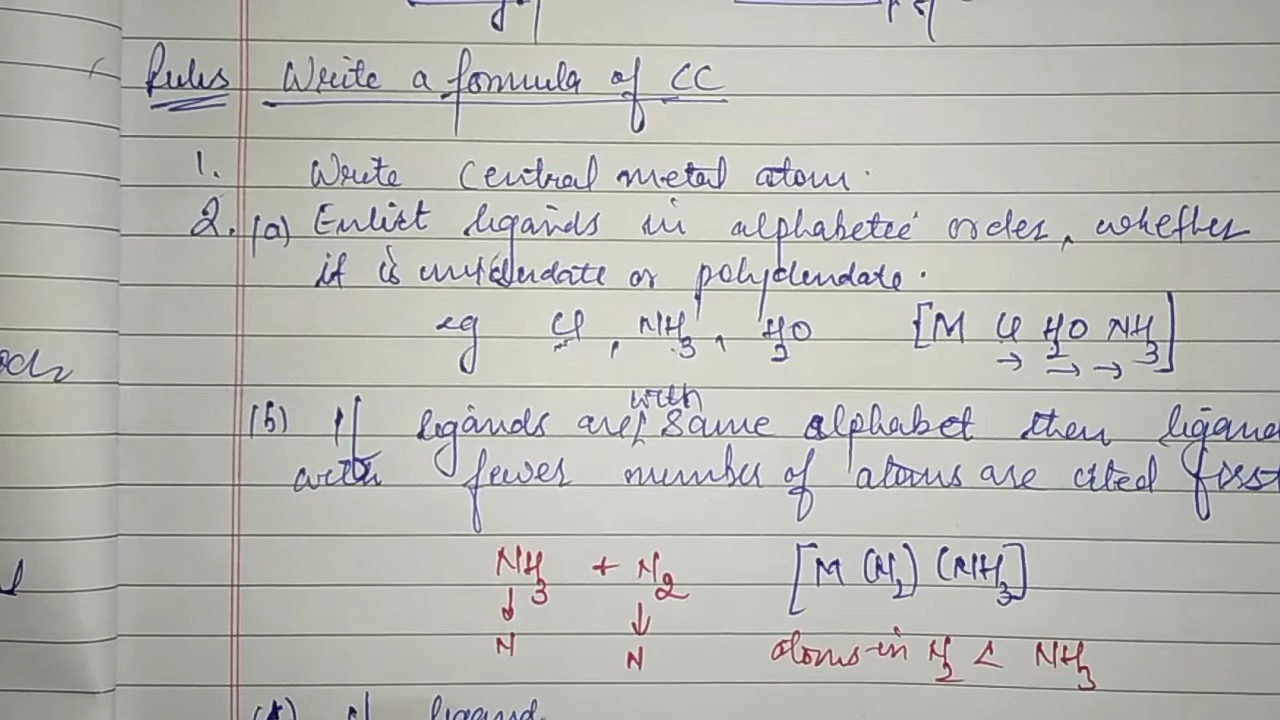 Rules Write a formula of CC
1. Write Central metal atom.
2. (a) Enlist ligands in alphabetic order, whether
it is unidendate or polydendate.
eg Cl, NH3, H2O [M Cl H2O NH3]
→ → →
(b) If ligands are with Same alphabet then ligand
with fewer number of atoms are cited first
NH3 + N2 [M (N2) (NH3]
↓ ↓
N N atoms in N2 < NH3
ligand